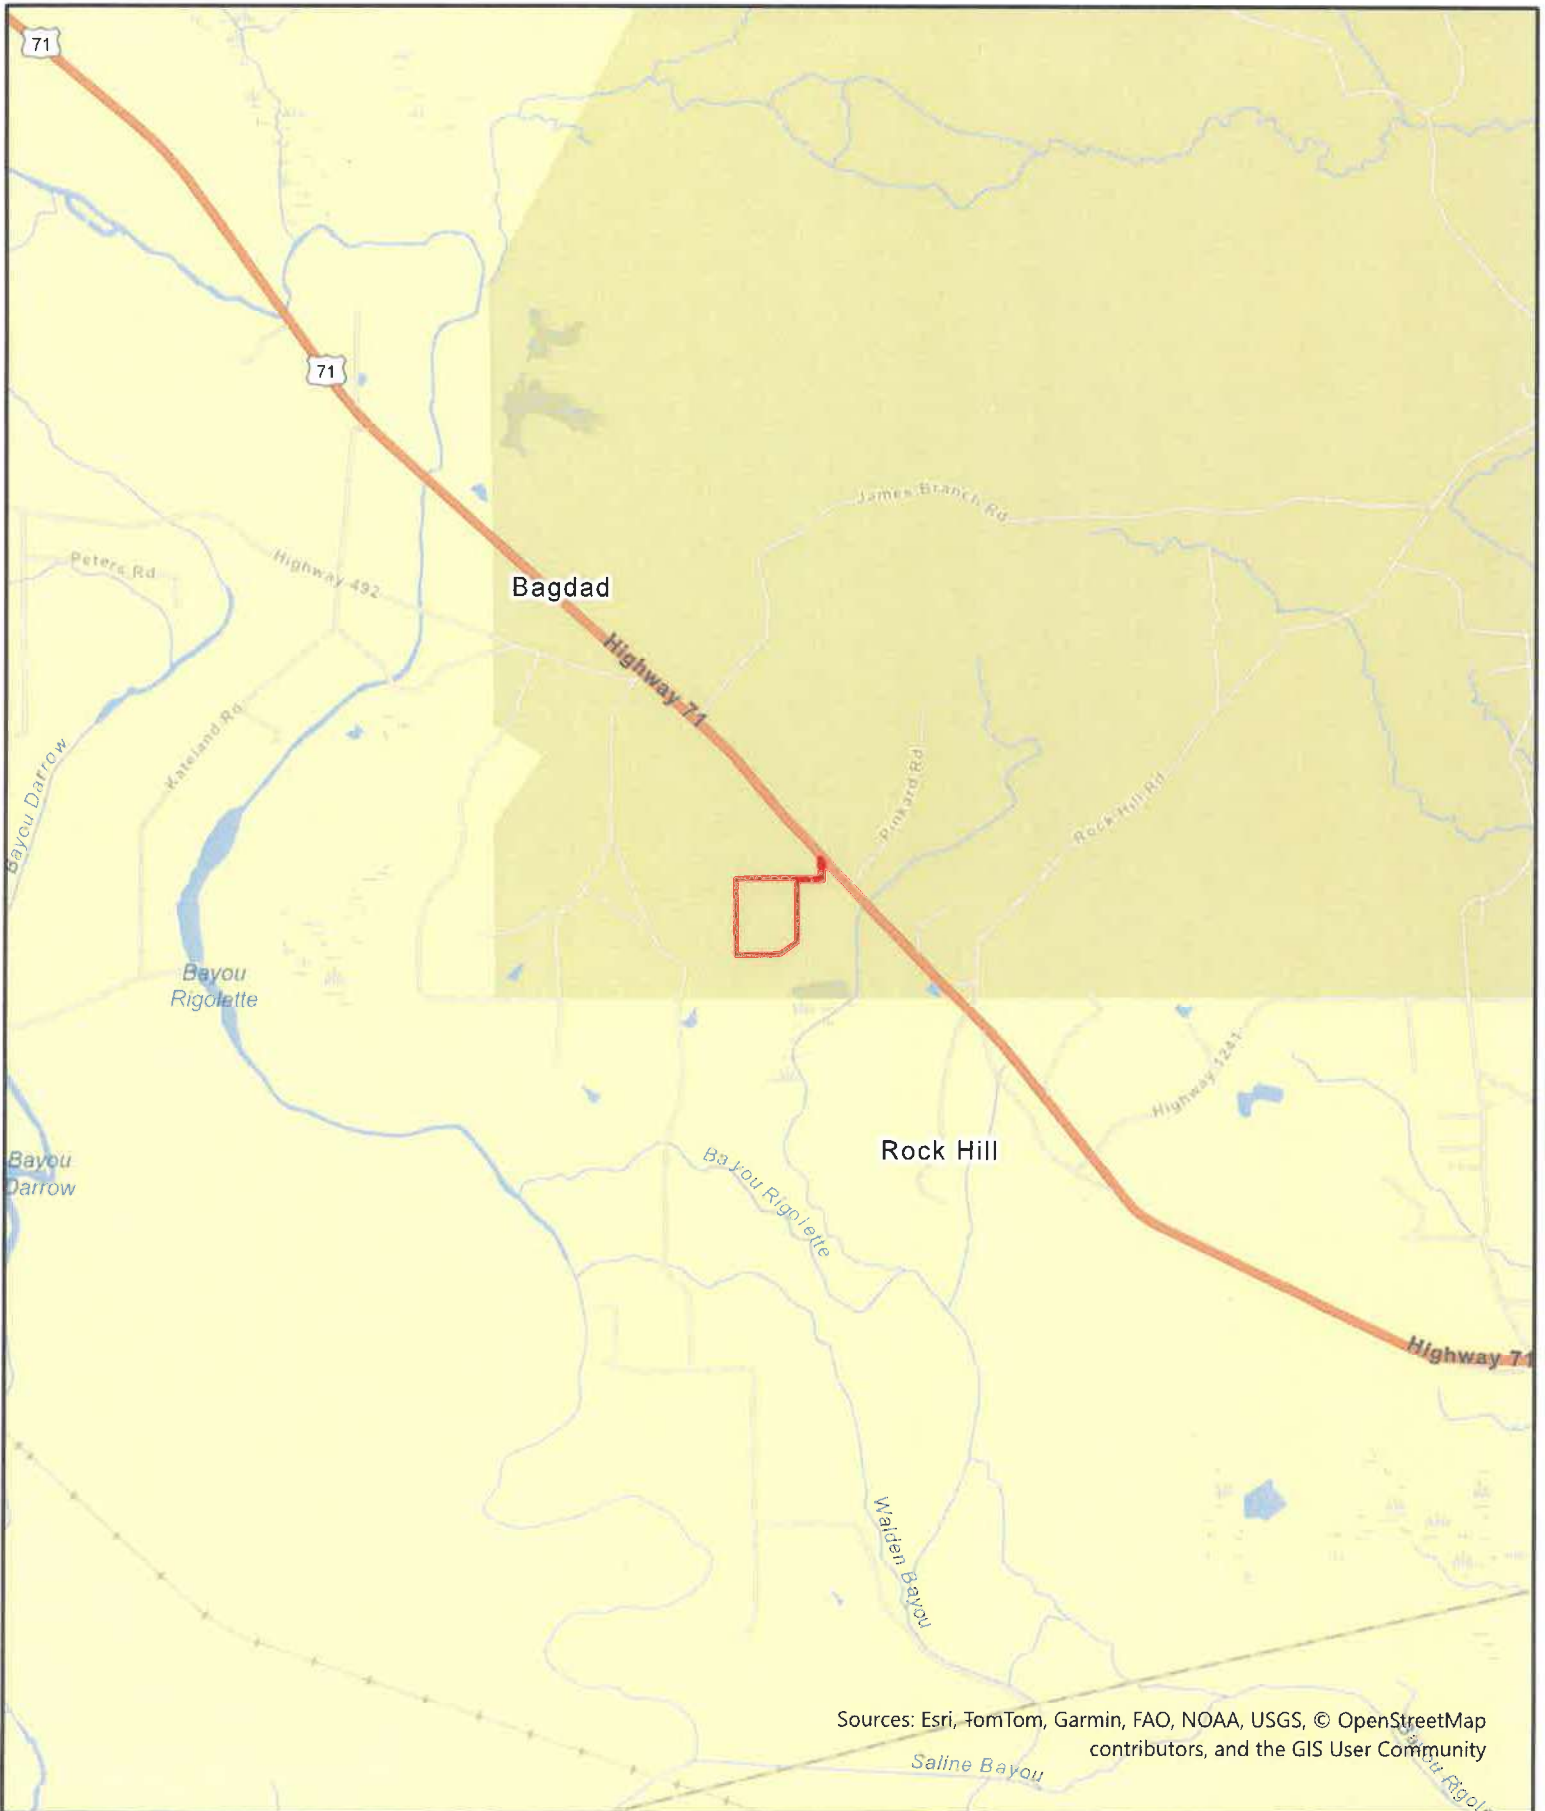 71
71
James Branch Rd
Peters Rd
Highway 492
Bagdad
Highway 71
Kateland Rd
Bayou Darrow
Pinkard Rd
Rock Hill Rd
Bayou
Rigolette
Highway 1241
Bayou
Darrow
Rock Hill
Bayou Rigolette
Highway 71
Walden Bayou
Sources: Esri, TomTom, Garmin, FAO, NOAA, USGS, © OpenStreetMap
contributors, and the GIS User Community
Saline Bayou
Bayou